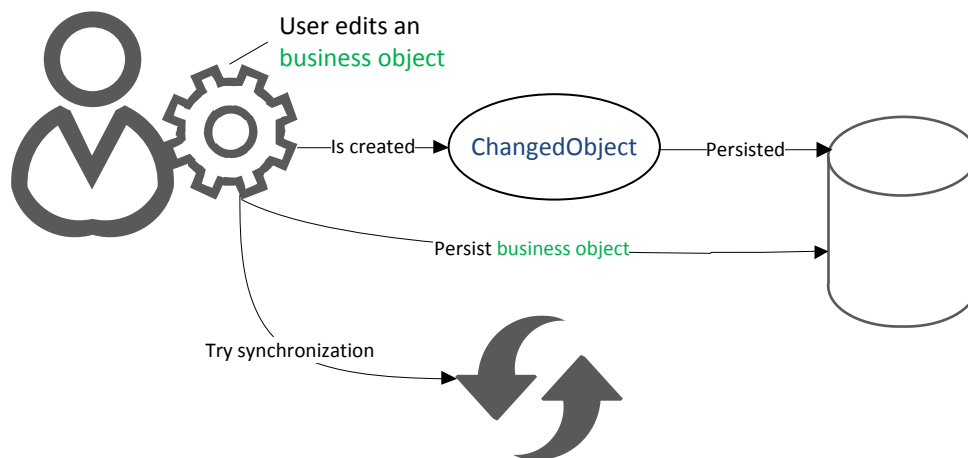 User edits an
business object
Is created
ChangedObject
Persisted
Persist business object
Try synchronization